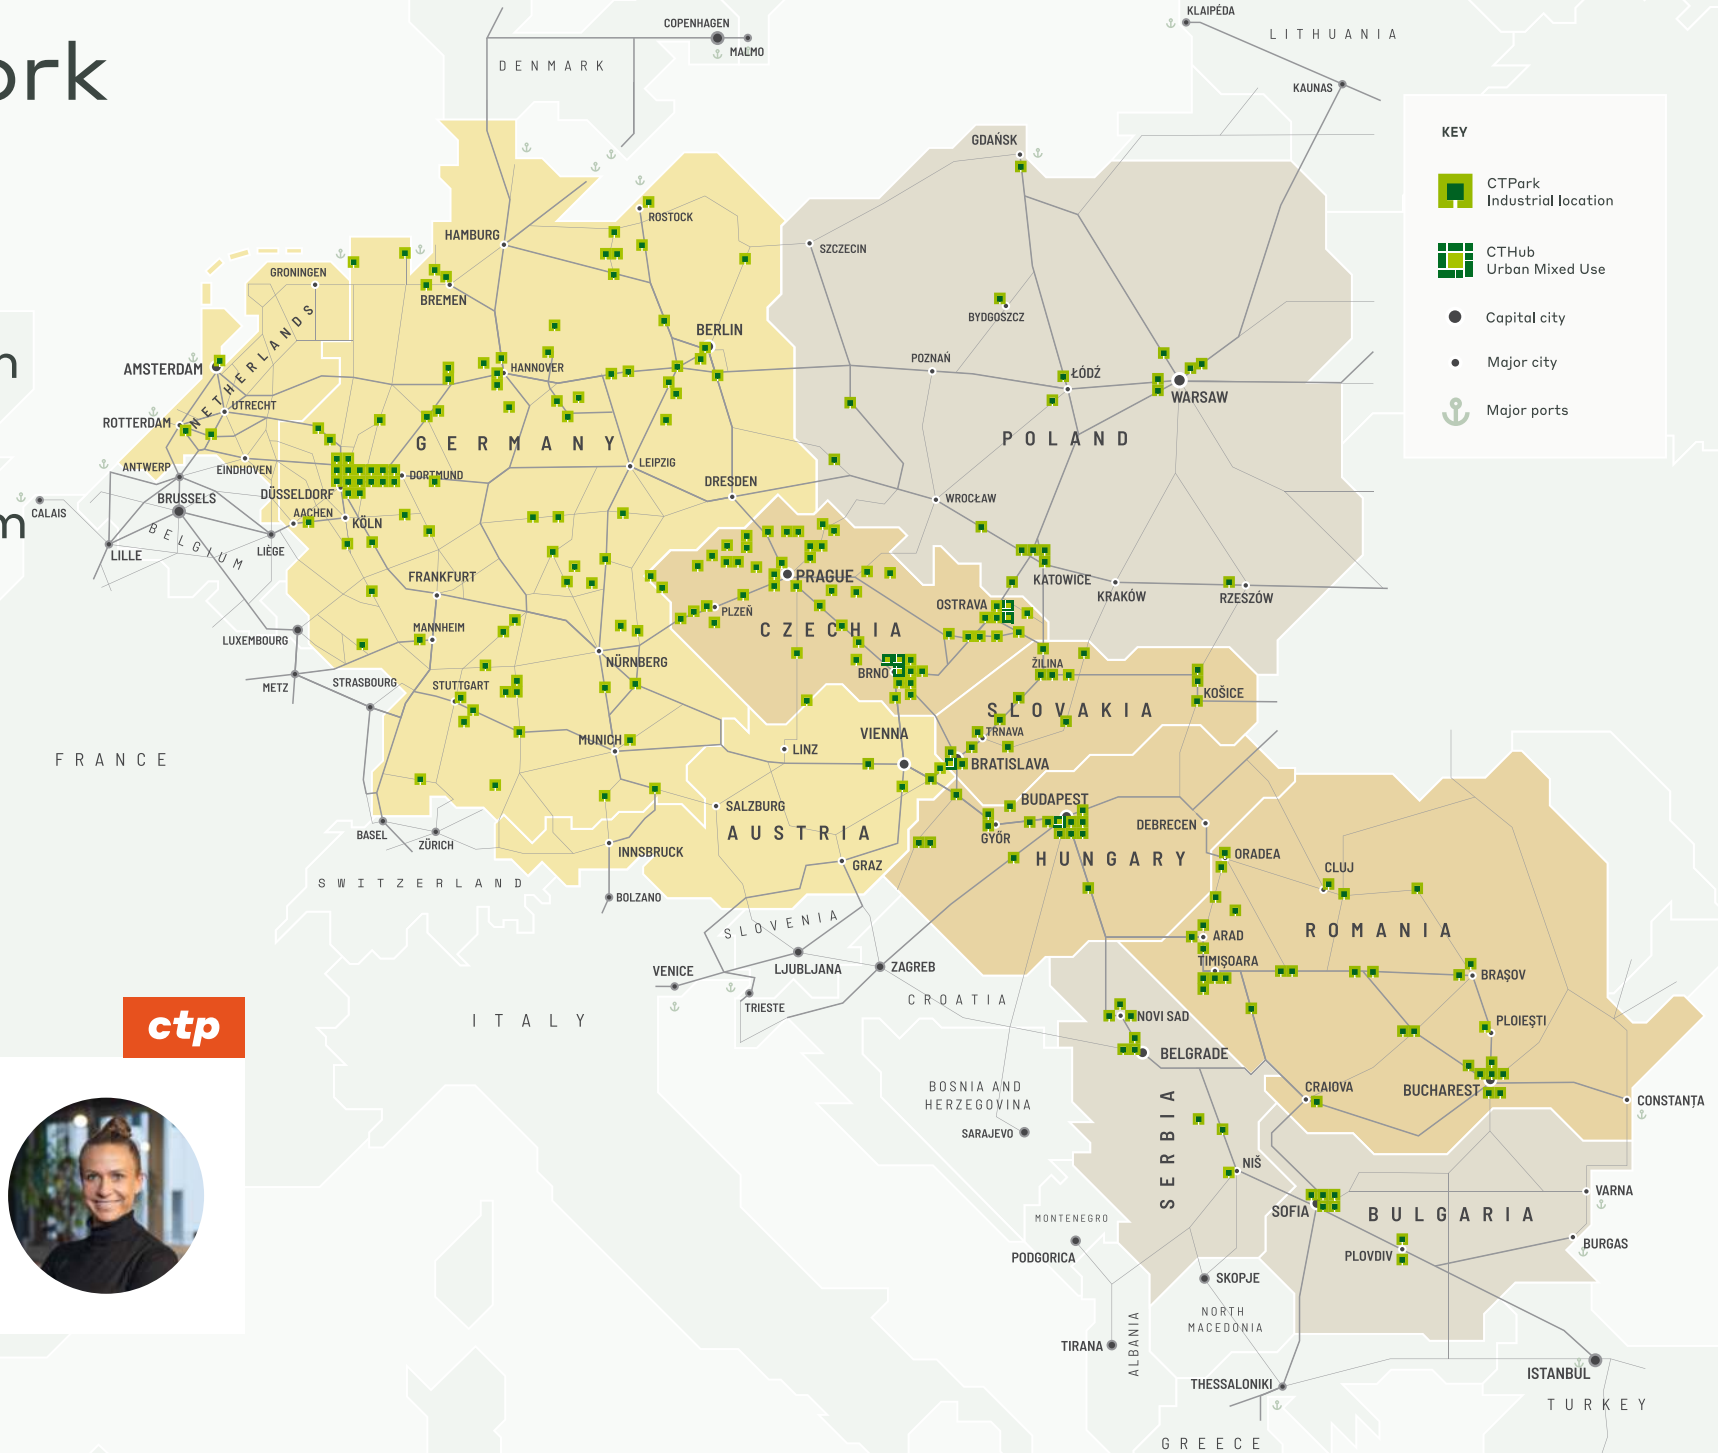 ork
n
m
ctp
KEY
CTPark
Industrial location
CTHub
Urban Mixed Use
Capital city
Major city
Major ports
COPENHAGEN
MALMO
DENMARK
KLAIPĖDA
LITHUANIA
KAUNAS
GDAŃSK
ROSTOCK
HAMBURG
SZCZECIN
GRONINGEN
BREMEN
BYDGOSZCZ
BERLIN
NETHERLANDS
AMSTERDAM
HANNOVER
POZNAŃ
ŁÓDŹ
WARSAW
UTRECHT
ROTTERDAM
GERMANY
POLAND
ANTWERP
EINDHOVEN
DORTMUND
LEIPZIG
DRESDEN
BRUSSELS
DÜSSELDORF
WROCŁAW
CALAIS
AACHEN
KÖLN
BELGIUM
LILLE
LIÈGE
FRANKFURT
PRAGUE
KATOWICE
KRAKÓW
RZESZÓW
OSTRAVA
PLZEŇ
LUXEMBOURG
MANNHEIM
CZECHIA
NÜRNBERG
ŽILINA
BRNO
METZ
STRASBOURG
STUTTGART
KOŠICE
SLOVAKIA
FRANCE
MUNICH
LINZ
VIENNA
TRNAVA
BRATISLAVA
SALZBURG
BUDAPEST
BASEL
ZÜRICH
AUSTRIA
GYŐR
DEBRECEN
INNSBRUCK
GRAZ
HUNGARY
ORADEA
CLUJ
SWITZERLAND
BOLZANO
SLOVENIA
ROMANIA
ARAD
VENICE
LJUBLJANA
ZAGREB
TIMIŞOARA
BRAŞOV
TRIESTE
CROATIA
ITALY
NOVI SAD
PLOIEŞTI
BELGRADE
BOSNIA AND
HERZEGOVINA
CRAIOVA
BUCHAREST
CONSTANȚA
SARAJEVO
SERBIA
NIŠ
VARNA
SOFIA
BULGARIA
MONTENEGRO
PODGORICA
PLOVDIV
BURGAS
SKOPJE
NORTH
MACEDONIA
TIRANA
ALBANIA
ISTANBUL
THESSALONIKI
TURKEY
GREECE